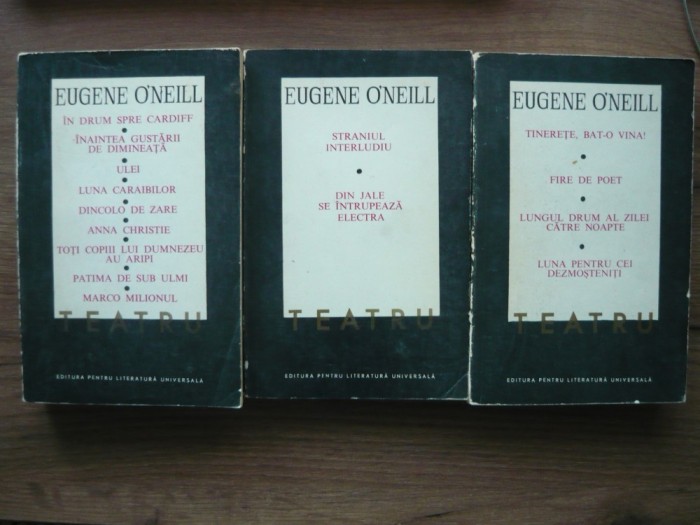 EUGENE O'NEILL
ÎN DRUM SPRE CARDIFF
•
ÎNAINTEA GUSTĂRII
DE DIMINEAȚĂ
•
ULEI
•
LUNA CARAIBILOR
•
DINCOLO DE ZARE
•
ANNA CHRISTIE
•
TOȚI COPIII LUI DUMNEZEU
AU ARIPI
•
PATIMA DE SUB ULMI
•
MARCO MILIONUL
TEATRU
EDITURA PENTRU LITERATURĂ UNIVERSALĂ
EUGENE O'NEILL
STRANIUL
INTERLUDIU
•
DIN JALE
SE ÎNTRUPEAZĂ
ELECTRA
TEATRU
EDITURA PENTRU LITERATURĂ UNIVERSALĂ
EUGENE O'NEILL
TINEREȚE, BAT-O VINA!
•
FIRE DE POET
•
LUNGUL DRUM AL ZILEI
CĂTRE NOAPTE
•
LUNA PENTRU CEI
DEZMOȘTENIȚI
TEATRU
EDITURA PENTRU LITERATURĂ UNIVERSALĂ